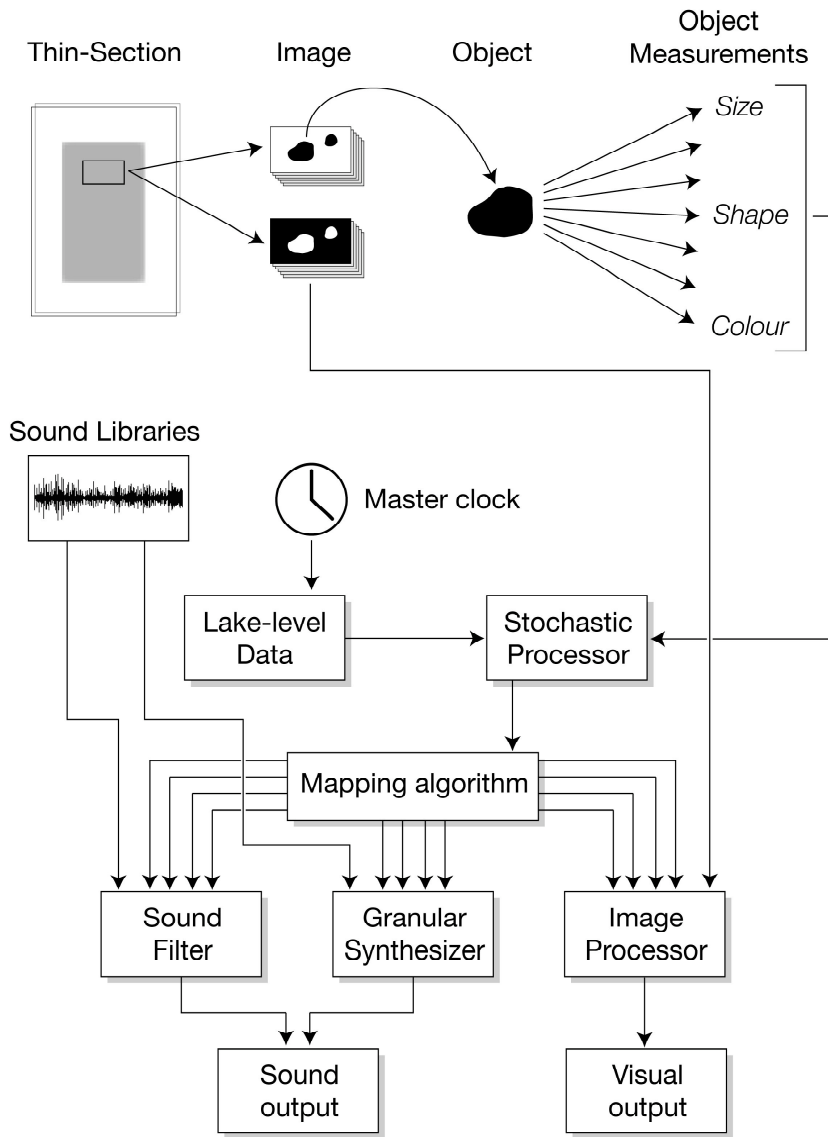 Thin-Section
Image
Object
Object
Measurements
Size
Shape
Colour
Sound Libraries
Master clock
Lake-level
Data
Stochastic
Processor
Mapping algorithm
Sound
Filter
Granular
Synthesizer
Image
Processor
Sound
output
Visual
output